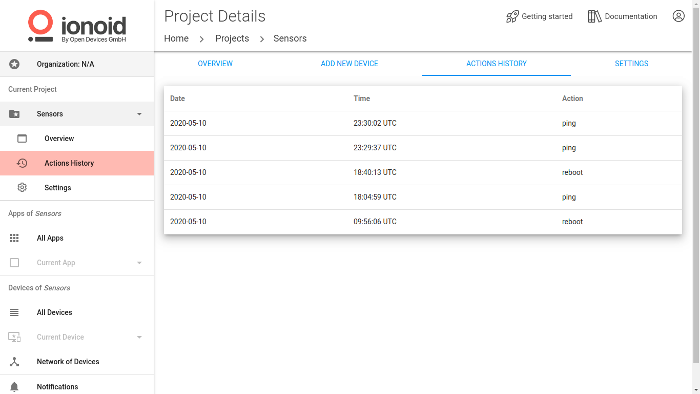 ionoid
By Open Devices GmbH
Organization: N/A
Current Project
Sensors
Overview
Actions History
Settings
Apps of Sensors
All Apps
Current App
Devices of Sensors
All Devices
Current Device
Network of Devices
Notifications
Project Details
Getting started
Documentation
Home > Projects > Sensors
OVERVIEW ADD NEW DEVICE ACTIONS HISTORY SETTINGS
Date Time Action
2020-05-10 23:30:02 UTC ping
2020-05-10 23:29:37 UTC ping
2020-05-10 18:40:13 UTC reboot
2020-05-10 18:04:59 UTC ping
2020-05-10 09:56:06 UTC reboot